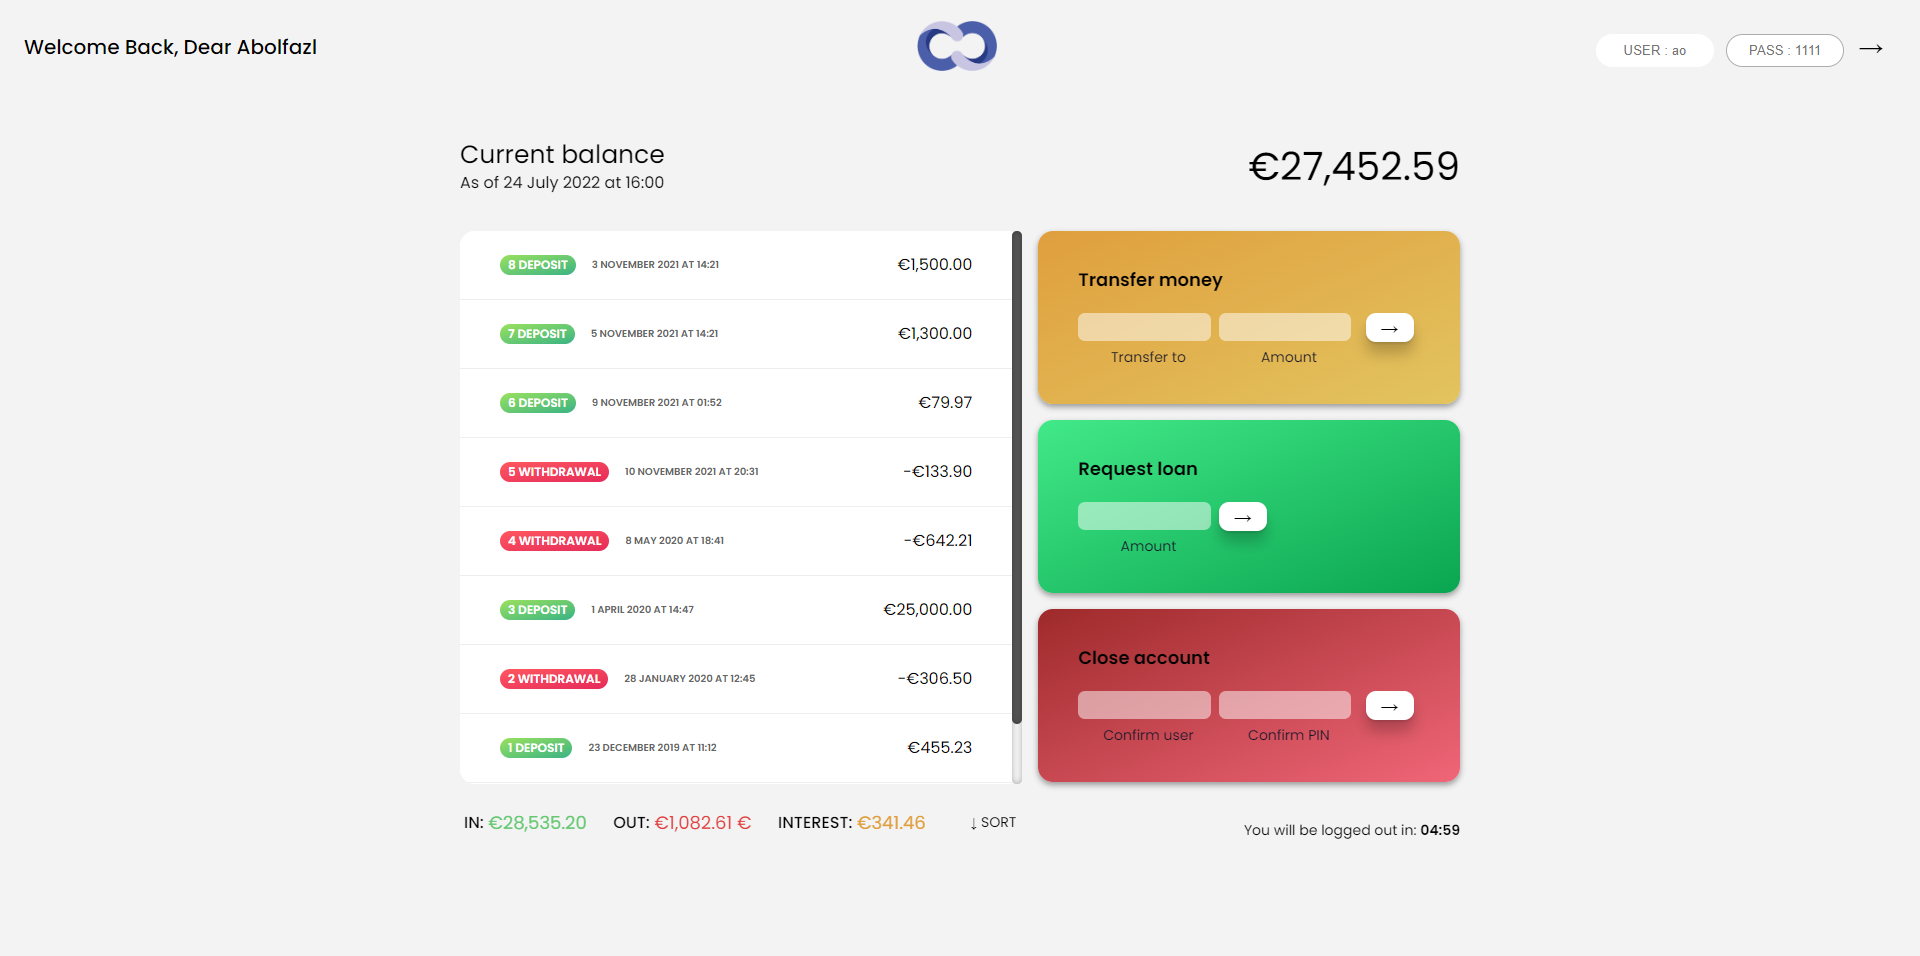 Welcome Back, Dear Abolfazl
USER : ao
PASS : 1111
→
Current balance
As of 24 July 2022 at 16:00
€27,452.59
8 DEPOSIT 3 NOVEMBER 2021 AT 14:21 €1,500.00
7 DEPOSIT 5 NOVEMBER 2021 AT 14:21 €1,300.00
6 DEPOSIT 9 NOVEMBER 2021 AT 01:52 €79.97
5 WITHDRAWAL 10 NOVEMBER 2021 AT 20:31 -€133.90
4 WITHDRAWAL 8 MAY 2020 AT 18:41 -€642.21
3 DEPOSIT 1 APRIL 2020 AT 14:47 €25,000.00
2 WITHDRAWAL 28 JANUARY 2020 AT 12:45 -€306.50
1 DEPOSIT 23 DECEMBER 2019 AT 11:12 €455.23
Transfer money
→
Transfer to Amount
Request loan
→
Amount
Close account
→
Confirm user Confirm PIN
IN: €28,535.20 OUT: €1,082.61 € INTEREST: €341.46 ↓ SORT
You will be logged out in: 04:59